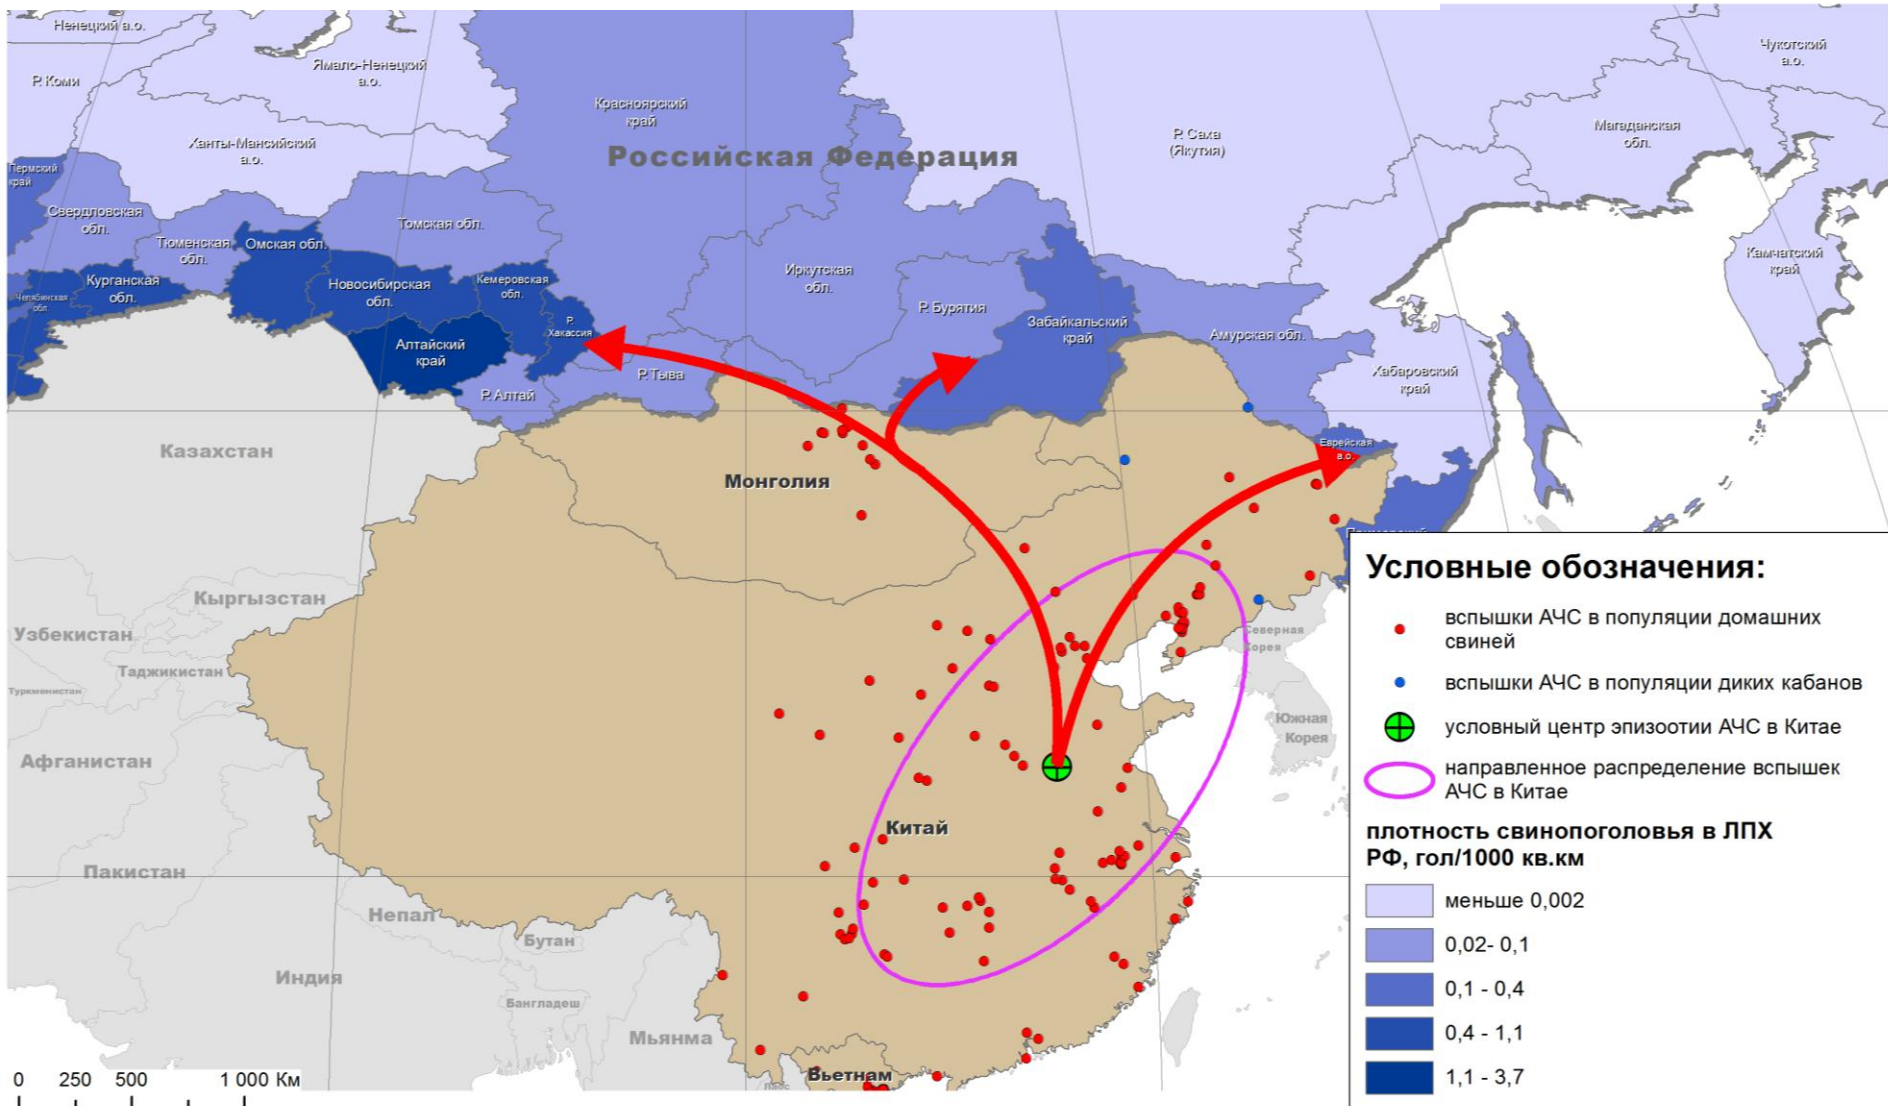 Ненецкий а.о.
Ямало-Ненецкий
а.о.
Р. Коми
Ханты-Мансийский
а.о.
Красноярский
край
Российская Федерация
Р. Саха
(Якутия)
Чукотский
а.о.
Магаданская
обл.
Камчатский
край
Пермский
край
Свердловская
обл.
Тюменская
обл.
Омская обл.
Томская обл.
Курганская
обл.
Челябинская
обл
Новосибирская
обл.
Кемеровская
обл.
Р.
Хакассия
Алтайский
край
Р. Алтай
Р. Тыва
Иркутская
обл.
Р. Бурятия
Забайкальский
край
Амурская обл.
Хабаровский
край
Еврейская
а.о.
Казахстан
Монголия
Кыргызстан
Узбекистан
Таджикистан
Туркменистан
Афганистан
Пакистан
Непал
Бутан
Индия
Бангладеш
Мьянма
Китай
Вьетнам
Северная
Корея
Южная
Корея
0 250 500 1 000 Км
Условные обозначения:
вспышки АЧС в популяции домашних
свиней
вспышки АЧС в популяции диких кабанов
условный центр эпизоотии АЧС в Китае
направленное распределение вспышек
АЧС в Китае
плотность свинопоголовья в ЛПХ
РФ, гол/1000 кв.км
меньше 0,002
0,02- 0,1
0,1 - 0,4
0,4 - 1,1
1,1 - 3,7